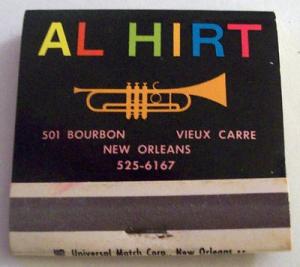 AL HIRT
501 BOURBON VIEUX CARRE
NEW ORLEANS
525-6167
Universal Match Corp., New Orleans